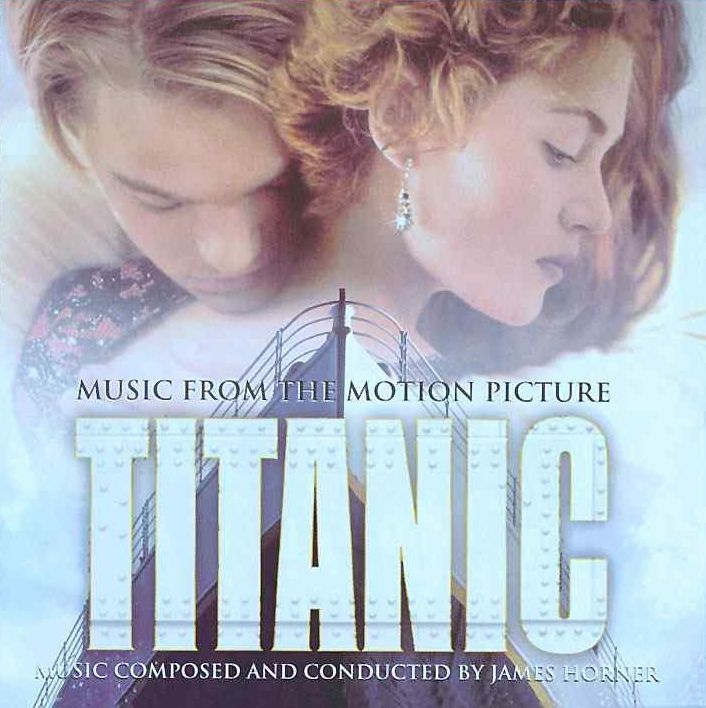 MUSIC FROM THE MOTION PICTURE
TITANIC
MUSIC COMPOSED AND CONDUCTED BY JAMES HORNER